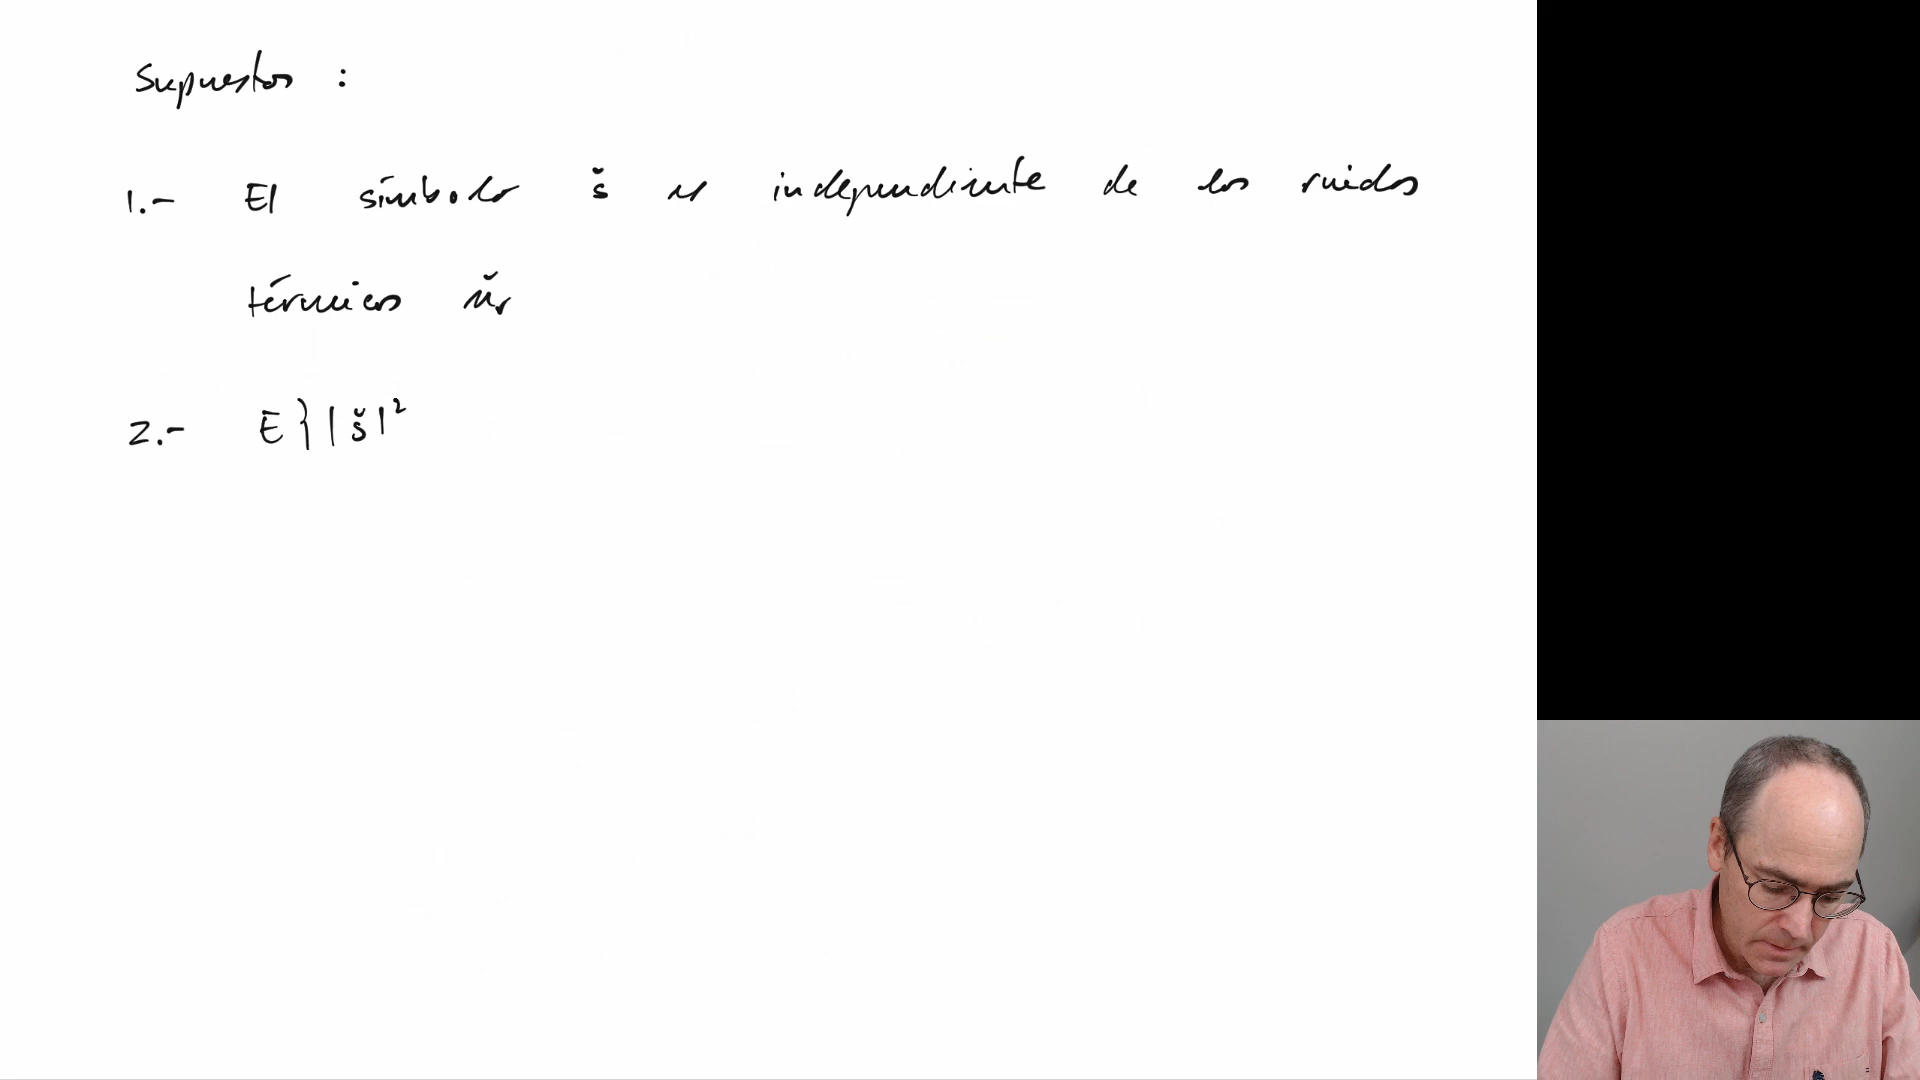 Supuestos :
1.- El símbolo š es independiente de los ruidos
térmicos ňᵣ
2.- E{|š|²